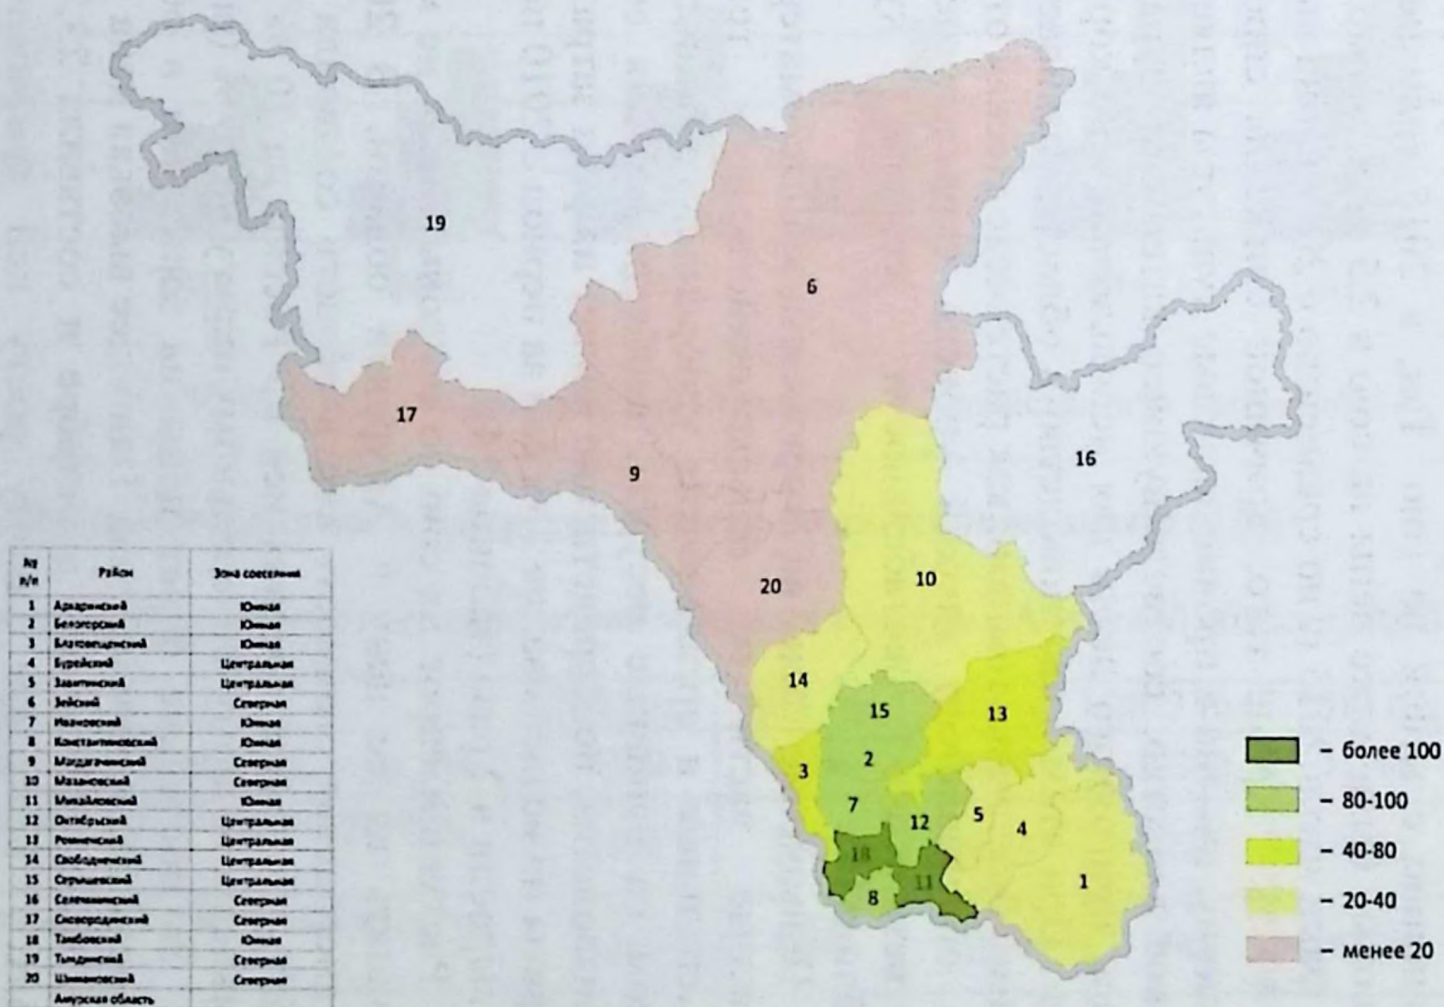 19
6
17
9
16
20
10
14
15
13
3
2
7
12
5
4
18
11
8
1
№ п/п Район Зона соеселния
1 Архаринский Южная
2 Белогорский Южная
3 Благовещенский Южная
4 Бурейский Центральная
5 Завитинский Центральная
6 Зейский Северная
7 Ивановский Южная
8 Константиновский Южная
9 Магдагачинский Северная
10 Мазановский Северная
11 Михайловский Южная
12 Октябрьский Центральная
13 Ромненский Центральная
14 Свободненский Центральная
15 Серышевский Центральная
16 Селемджинский Северная
17 Сковородинский Северная
18 Тамбовский Южная
19 Тындинский Северная
20 Шимановский Северная
Амурская область
– более 100
– 80-100
– 40-80
– 20-40
– менее 20